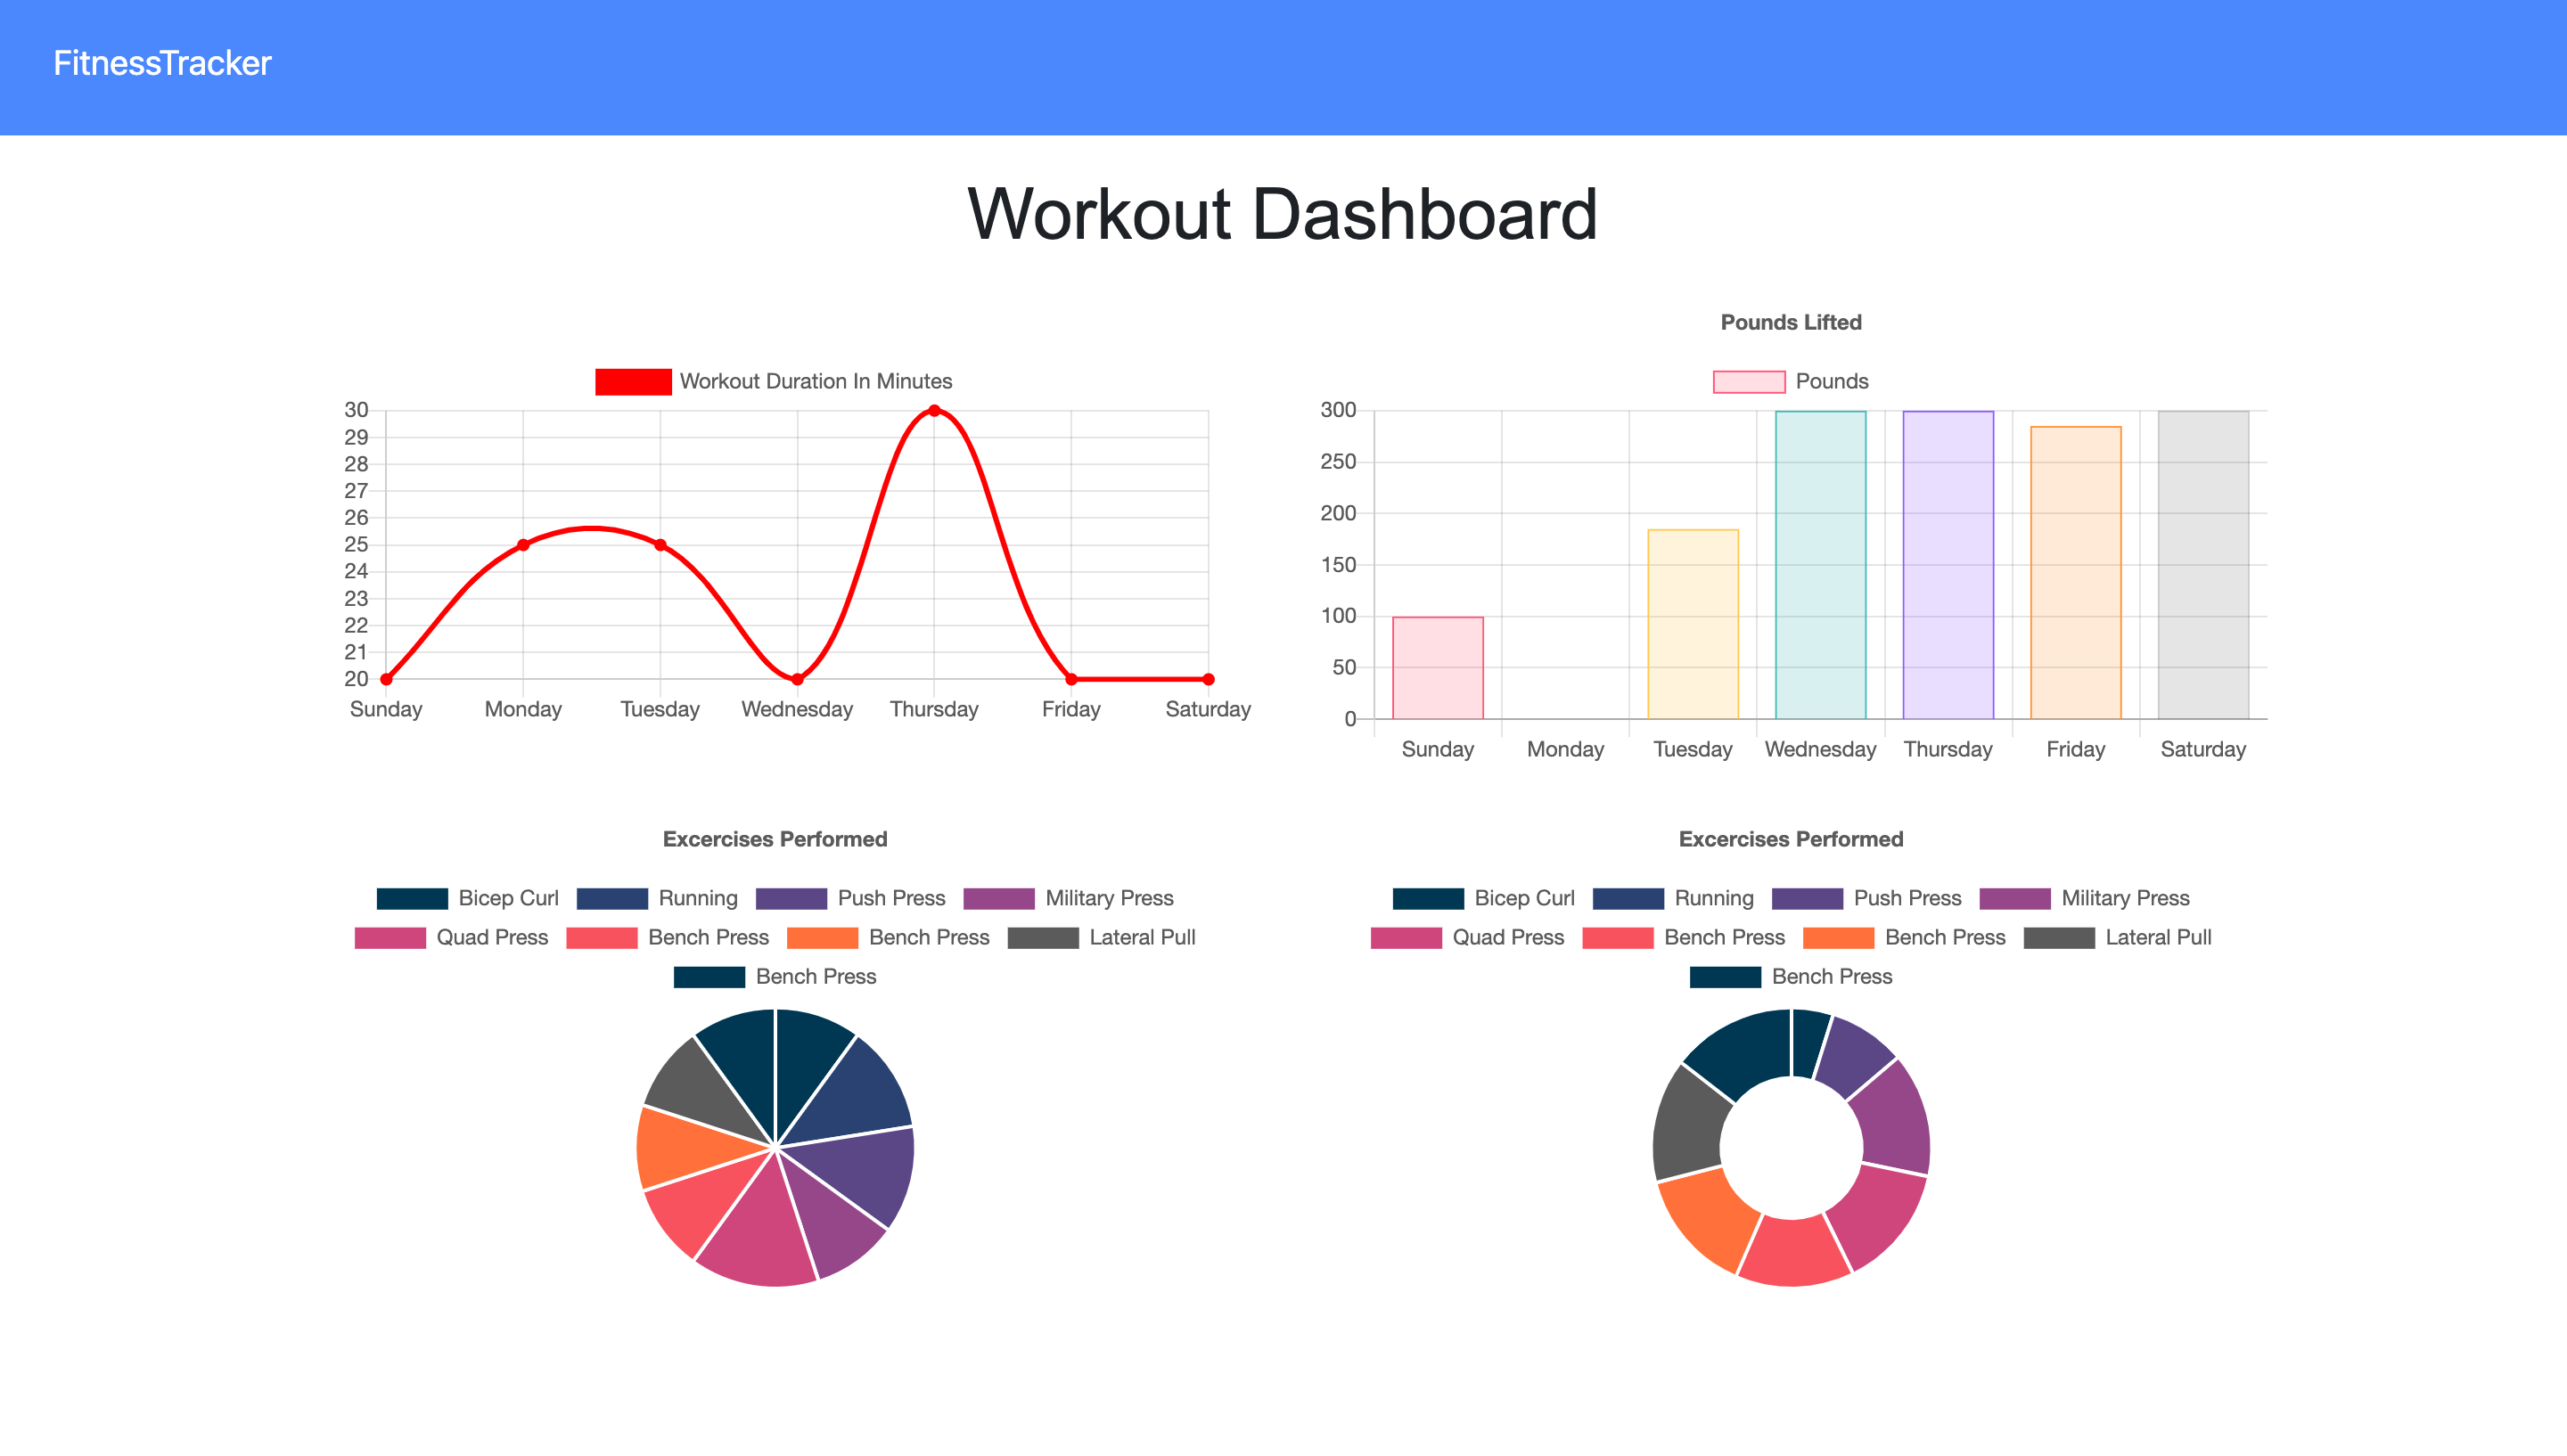 FitnessTracker
Workout Dashboard
Workout Duration In Minutes
30
29
28
27
26
25
24
23
22
21
20
Sunday Monday Tuesday Wednesday Thursday Friday Saturday
Pounds Lifted
Pounds
300
250
200
150
100
50
0
Sunday Monday Tuesday Wednesday Thursday Friday Saturday
Excercises Performed
Bicep Curl Running Push Press Military Press
Quad Press Bench Press Bench Press Lateral Pull
Bench Press
Excercises Performed
Bicep Curl Running Push Press Military Press
Quad Press Bench Press Bench Press Lateral Pull
Bench Press